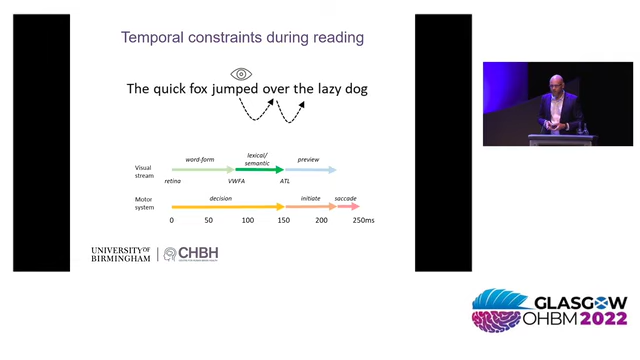 Temporal constraints during reading
The quick fox jumped over the lazy dog
word-form lexical/ semantic preview
Visual stream
retina VWFA ATL
decision initiate saccade
Motor system
0 50 100 150 200 250ms
UNIVERSITY OF BIRMINGHAM
CHBH
GLASGOW
OHBM 2022